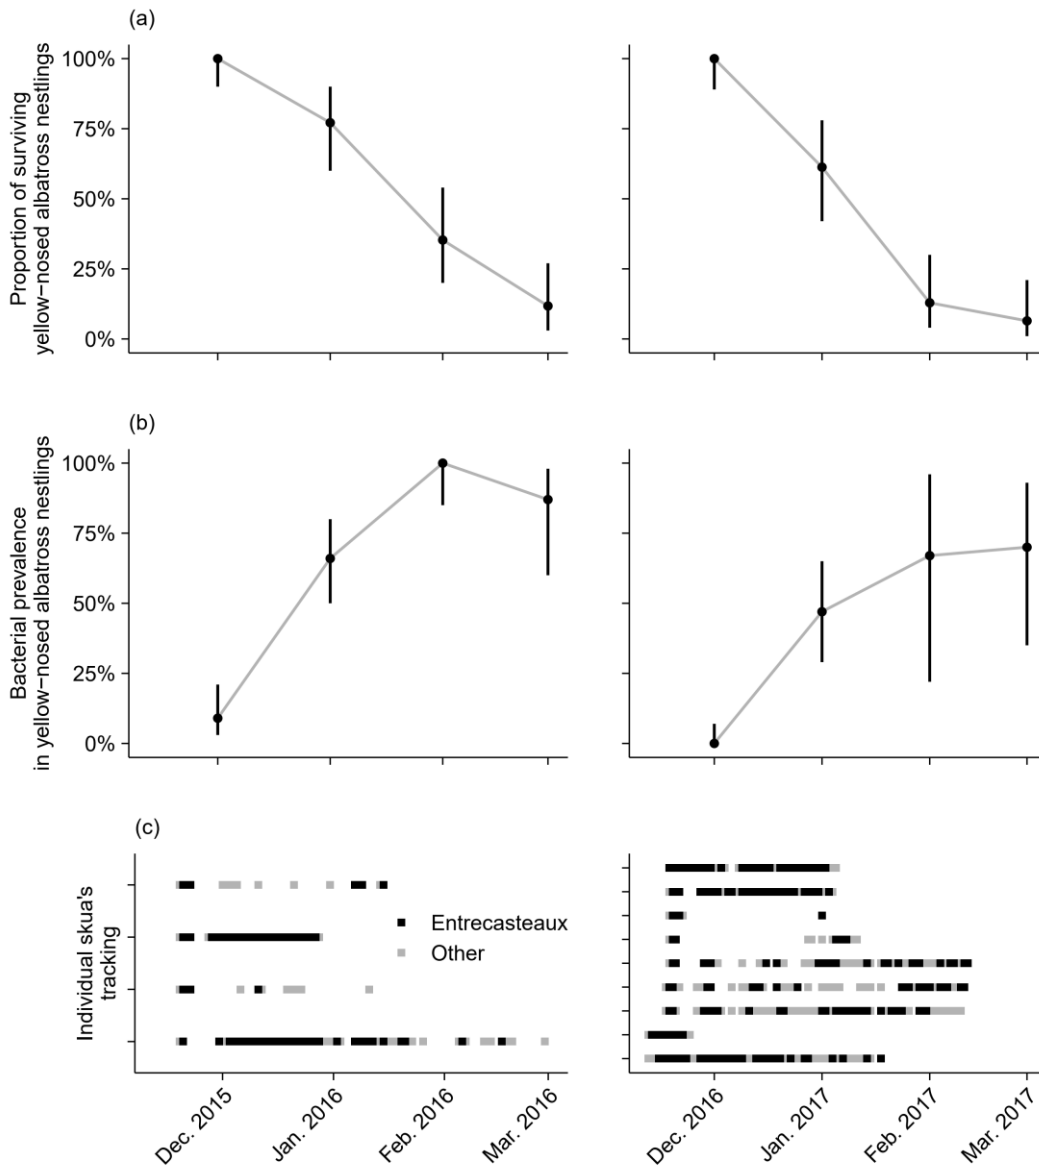 (a)
Proportion of surviving
yellow−nosed albatross nestlings
100%
75%
50%
25%
0%
(b)
Bacterial prevalence
in yellow−nosed albatross nestlings
100%
75%
50%
25%
0%
(c)
Individual skua's
tracking
Entrecasteaux
Other
Dec. 2015
Jan. 2016
Feb. 2016
Mar. 2016
Dec. 2016
Jan. 2017
Feb. 2017
Mar. 2017